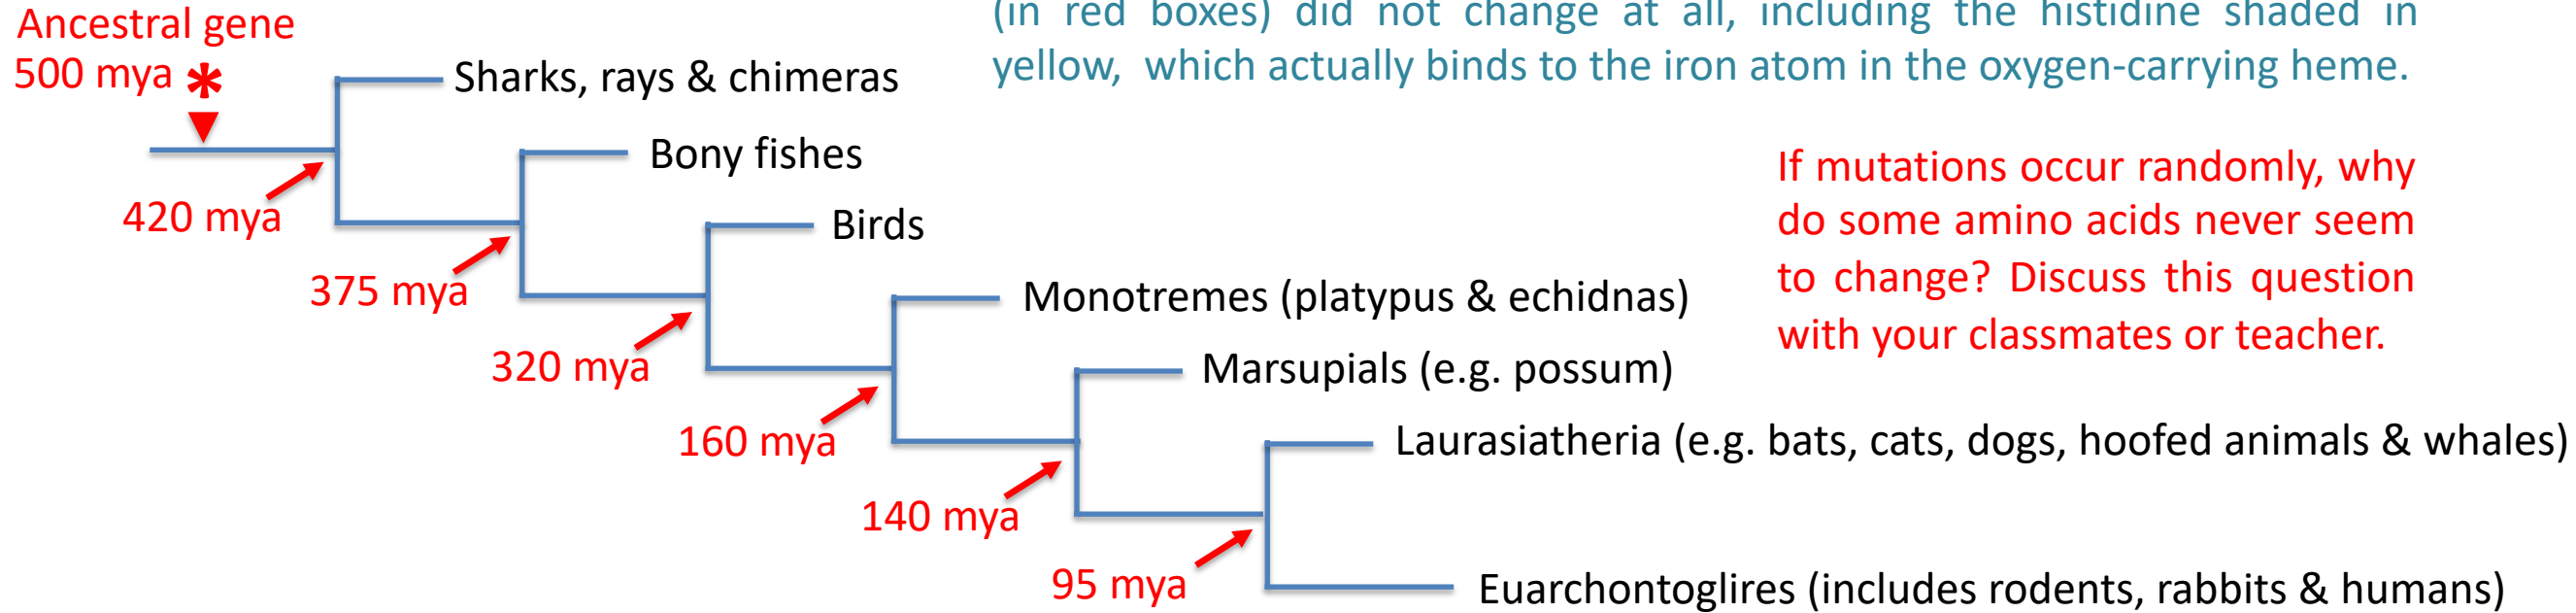 (in red boxes) did not change at all, including the histidine shaded in
yellow, which actually binds to the iron atom in the oxygen-carrying heme.
Ancestral gene
500 mya *
Sharks, rays & chimeras
Bony fishes
420 mya
Birds
375 mya
Monotremes (platypus & echidnas)
320 mya
Marsupials (e.g. possum)
160 mya
Laurasiatheria (e.g. bats, cats, dogs, hoofed animals & whales)
140 mya
95 mya
Euarchontoglires (includes rodents, rabbits & humans)
If mutations occur randomly, why
do some amino acids never seem
to change? Discuss this question
with your classmates or teacher.